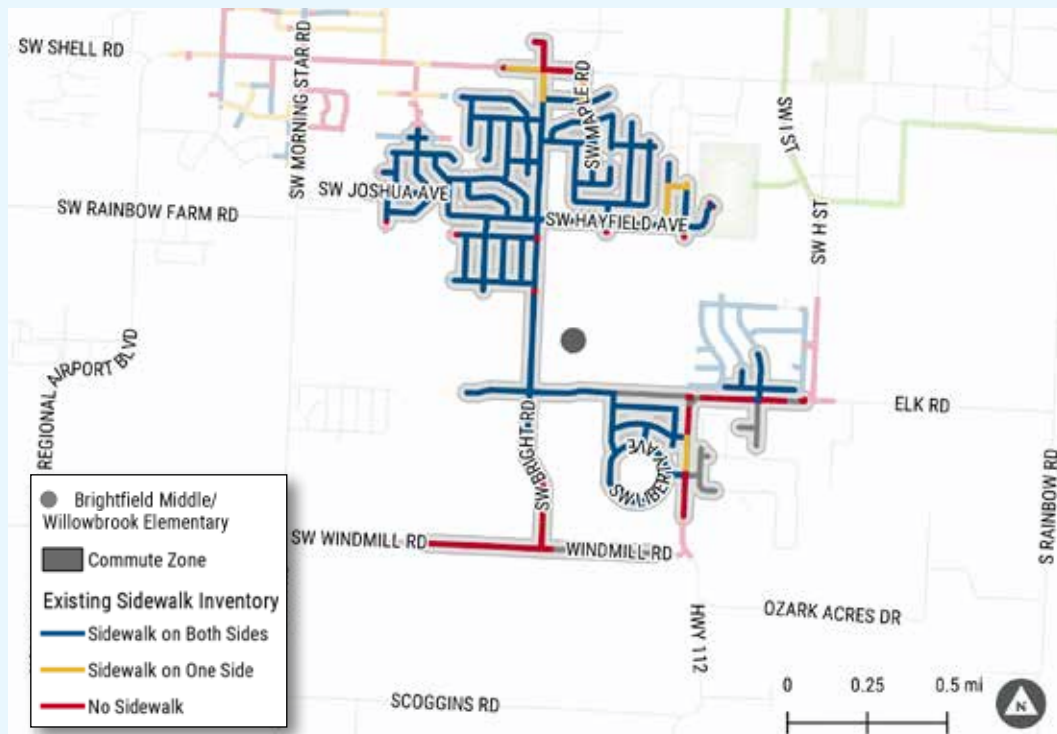 SW SHELL RD
SW MORNING STAR RD
SW MAPLE RD
SW I ST
SW JOSHUA AVE
SW RAINBOW FARM RD
SW HAYFIELD AVE
SW H ST
REGIONAL AIRPORT BLVD
ELK RD
SW BRIGHT RD
SW LIBERTY AVE
S RAINBOW RD
SW WINDMILL RD
WINDMILL RD
HWY 112
OZARK ACRES DR
SCOGGINS RD
Brightfield Middle/
Willowbrook Elementary
Commute Zone
Existing Sidewalk Inventory
Sidewalk on Both Sides
Sidewalk on One Side
No Sidewalk
0 0.25 0.5 mi
N